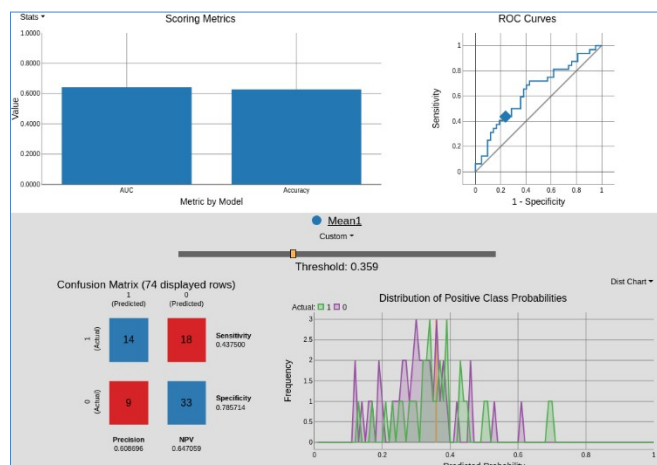 Stats
Scoring Metrics
1.0000
0.8000
0.6000
0.4000
0.2000
0.0000
Value
AUC
Accuracy
Metric by Model
ROC Curves
1
0.8
0.6
0.4
0.2
0
Sensitivity
0
0.2
0.4
0.6
0.8
1
1 - Specificity
Mean1
Custom
Threshold: 0.359
Confusion Matrix (74 displayed rows)
1
(Predicted)
0
(Predicted)
1
(Actual)
14
18
Sensitivity
0.437500
0
(Actual)
9
33
Specificity
0.785714
Precision
0.608696
NPV
0.647059
Dist Chart
Distribution of Positive Class Probabilities
Actual: 1 0
3
2.5
2
1.5
1
0.5
0
Frequency
0
0.2
0.4
0.6
0.8
1
Predicted Probability